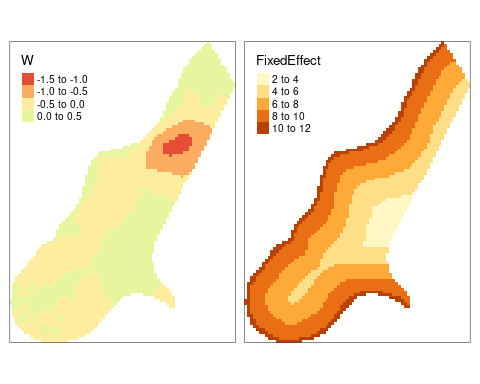 W
-1.5 to -1.0
-1.0 to -0.5
-0.5 to 0.0
0.0 to 0.5
FixedEffect
2 to 4
4 to 6
6 to 8
8 to 10
10 to 12